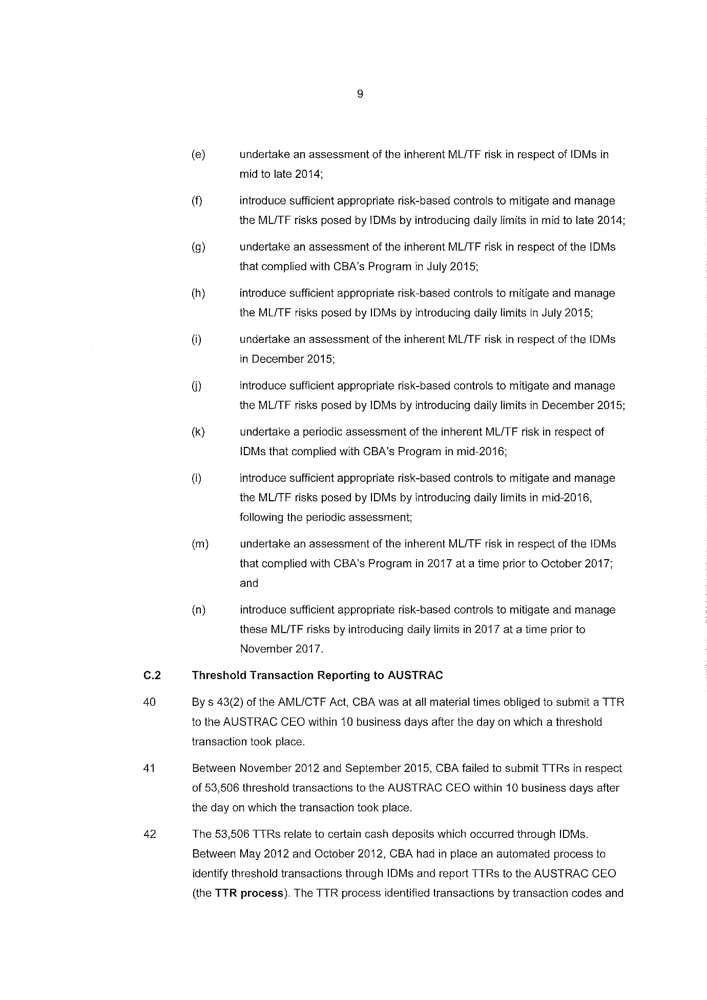 9
(e) undertake an assessment of the inherent ML/TF risk in respect of IDMs in
mid to late 2014;
(f) introduce sufficient appropriate risk-based controls to mitigate and manage
the ML/TF risks posed by IDMs by introducing daily limits in mid to late 2014;
(g) undertake an assessment of the inherent ML/TF risk in respect of the IDMs
that complied with CBA's Program in July 2015;
(h) introduce sufficient appropriate risk-based controls to mitigate and manage
the ML/TF risks posed by IDMs by introducing daily limits in July 2015;
(i) undertake an assessment of the inherent ML/TF risk in respect of the IDMs
in December 2015;
(j) introduce sufficient appropriate risk-based controls to mitigate and manage
the ML/TF risks posed by IDMs by introducing daily limits in December 2015;
(k) undertake a periodic assessment of the inherent ML/TF risk in respect of
IDMs that complied with CBA's Program in mid-2016;
(l) introduce sufficient appropriate risk-based controls to mitigate and manage
the ML/TF risks posed by IDMs by introducing daily limits in mid-2016,
following the periodic assessment;
(m) undertake an assessment of the inherent ML/TF risk in respect of the IDMs
that complied with CBA's Program in 2017 at a time prior to October 2017;
and
(n) introduce sufficient appropriate risk-based controls to mitigate and manage
these ML/TF risks by introducing daily limits in 2017 at a time prior to
November 2017.
C.2 Threshold Transaction Reporting to AUSTRAC
40 By s 43(2) of the AML/CTF Act, CBA was at all material times obliged to submit a TTR
to the AUSTRAC CEO within 10 business days after the day on which a threshold
transaction took place.
41 Between November 2012 and September 2015, CBA failed to submit TTRs in respect
of 53,506 threshold transactions to the AUSTRAC CEO within 10 business days after
the day on which the transaction took place.
42 The 53,506 TTRs relate to certain cash deposits which occurred through IDMs.
Between May 2012 and October 2012, CBA had in place an automated process to
identify threshold transactions through IDMs and report TTRs to the AUSTRAC CEO
(the TTR process). The TTR process identified transactions by transaction codes and